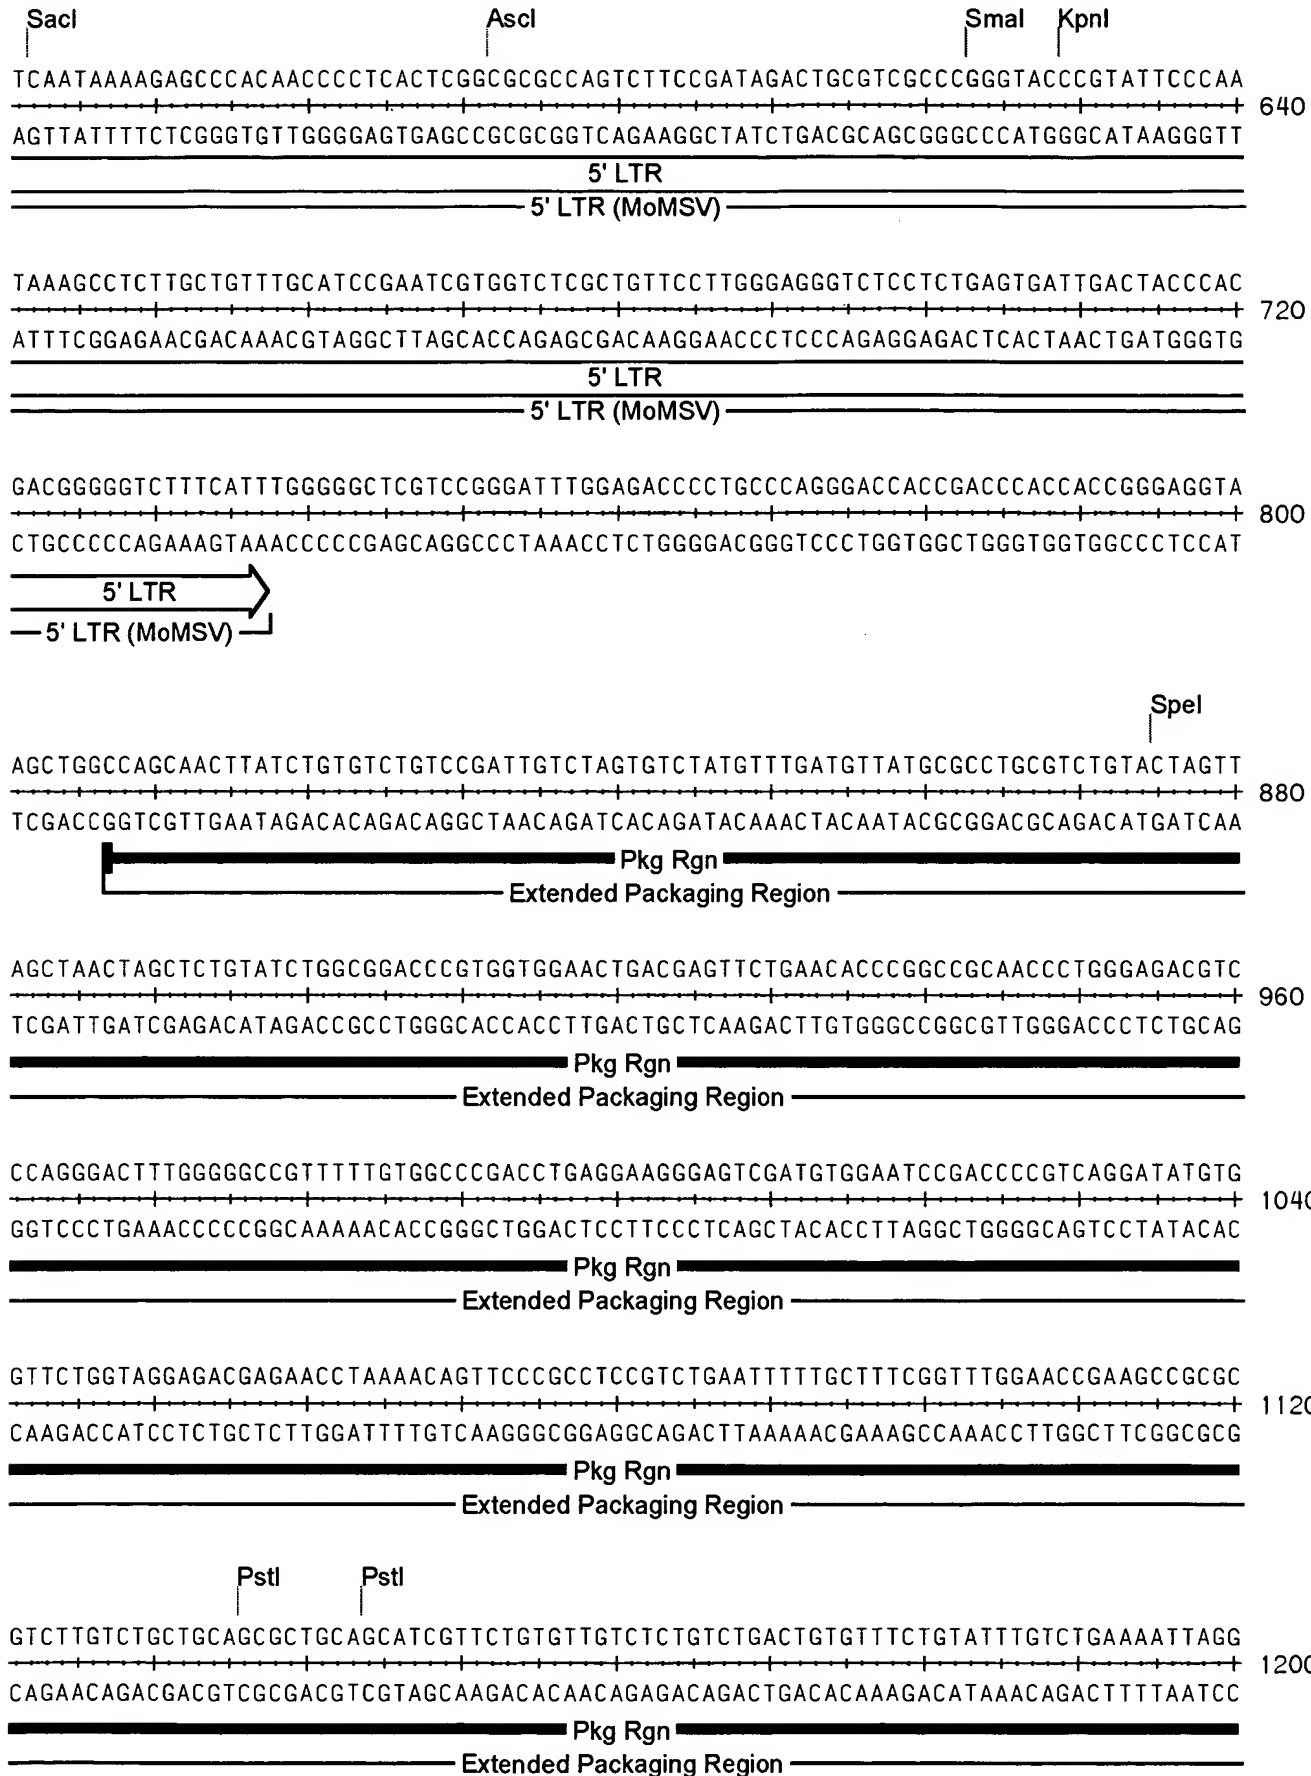 SacI AscI SmaI KpnI
TCAATAAAAGAGCCCACAACCCCTCACTCGGCGCGCCAGTCTTCCGATAGACTGCGTCGCCCGGGTACCCGTATTCCCAA
640
AGTTATTTTCTCGGGTGTTGGGGAGTGAGCCGCGCGGTCAGAAGGCTATCTGACGCAGCGGGCCCATGGGCATAAGGGTT
5' LTR
5' LTR (MoMSV)
TAAAGCCTCTTGCTGTTTGCATCCGAATCGTGGTCTCGCTGTTCCTTGGGAGGGTCTCCTCTGAGTGATTGACTACCCAC
720
ATTTCGGAGAACGACAAACGTAGGCTTAGCACCAGAGCGACAAGGAACCCTCCCAGAGGAGACTCACTAACTGATGGGTG
5' LTR
5' LTR (MoMSV)
GACGGGGGTCTTTCATTTGGGGGCTCGTCCGGGATTTGGAGACCCCTGCCCAGGGACCACCGACCCACCACCGGGAGGTA
800
CTGCCCCCAGAAAGTAAACCCCCGAGCAGGCCCTAAACCTCTGGGGACGGGTCCCTGGTGGCTGGGTGGTGGCCCTCCAT
5' LTR
5' LTR (MoMSV)
SpeI
AGCTGGCCAGCAACTTATCTGTGTCTGTCCGATTGTCTAGTGTCTATGTTTGATGTTATGCGCCTGCGTCTGTACTAGTT
880
TCGACCGGTCGTTGAATAGACACAGACAGGCTAACAGATCACAGATACAAACTACAATACGCGGACGCAGACATGATCAA
Pkg Rgn
Extended Packaging Region
AGCTAACTAGCTCTGTATCTGGCGGACCCGTGGTGGAACTGACGAGTTCTGAACACCCGGCCGCAACCCTGGGAGACGTC
960
TCGATTGATCGAGACATAGACCGCCTGGGCACCACCTTGACTGCTCAAGACTTGTGGGCCGGCGTTGGGACCCTCTGCAG
Pkg Rgn
Extended Packaging Region
CCAGGGACTTTGGGGGCCGTTTTTGTGGCCCGACCTGAGGAAGGGAGTCGATGTGGAATCCGACCCCGTCAGGATATGTG
1040
GGTCCCTGAAACCCCCGGCAAAAACACCGGGCTGGACTCCTTCCCTCAGCTACACCTTAGGCTGGGGCAGTCCTATACAC
Pkg Rgn
Extended Packaging Region
GTTCTGGTAGGAGACGAGAACCTAAAACAGTTCCCGCCTCCGTCTGAATTTTTGCTTTCGGTTTGGAACCGAAGCCGCGC
1120
CAAGACCATCCTCTGCTCTTGGATTTTGTCAAGGGCGGAGGCAGACTTAAAAACGAAAGCCAAACCTTGGCTTCGGCGCG
Pkg Rgn
Extended Packaging Region
PstI PstI
GTCTTGTCTGCTGCAGCGCTGCAGCATCGTTCTGTGTTGTCTCTGTCTGACTGTGTTTCTGTATTTGTCTGAAAATTAGG
1200
CAGAACAGACGACGTCGCGACGTCGTAGCAAGACACAACAGAGACAGACTGACACAAAGACATAAACAGACTTTTAATCC
Pkg Rgn
Extended Packaging Region